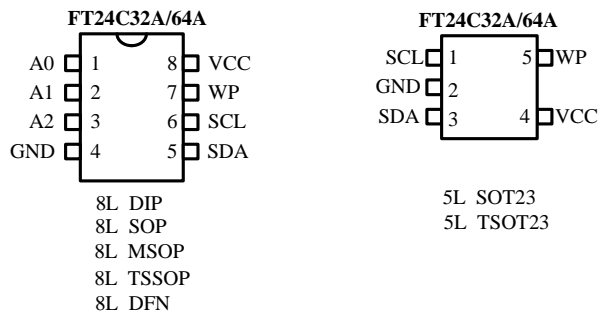 FT24C32A/64A
A0 1 8 VCC
A1 2 7 WP
A2 3 6 SCL
GND 4 5 SDA
8L DIP
8L SOP
8L MSOP
8L TSSOP
8L DFN
FT24C32A/64A
SCL 1 5 WP
GND 2
SDA 3 4 VCC
5L SOT23
5L TSOT23